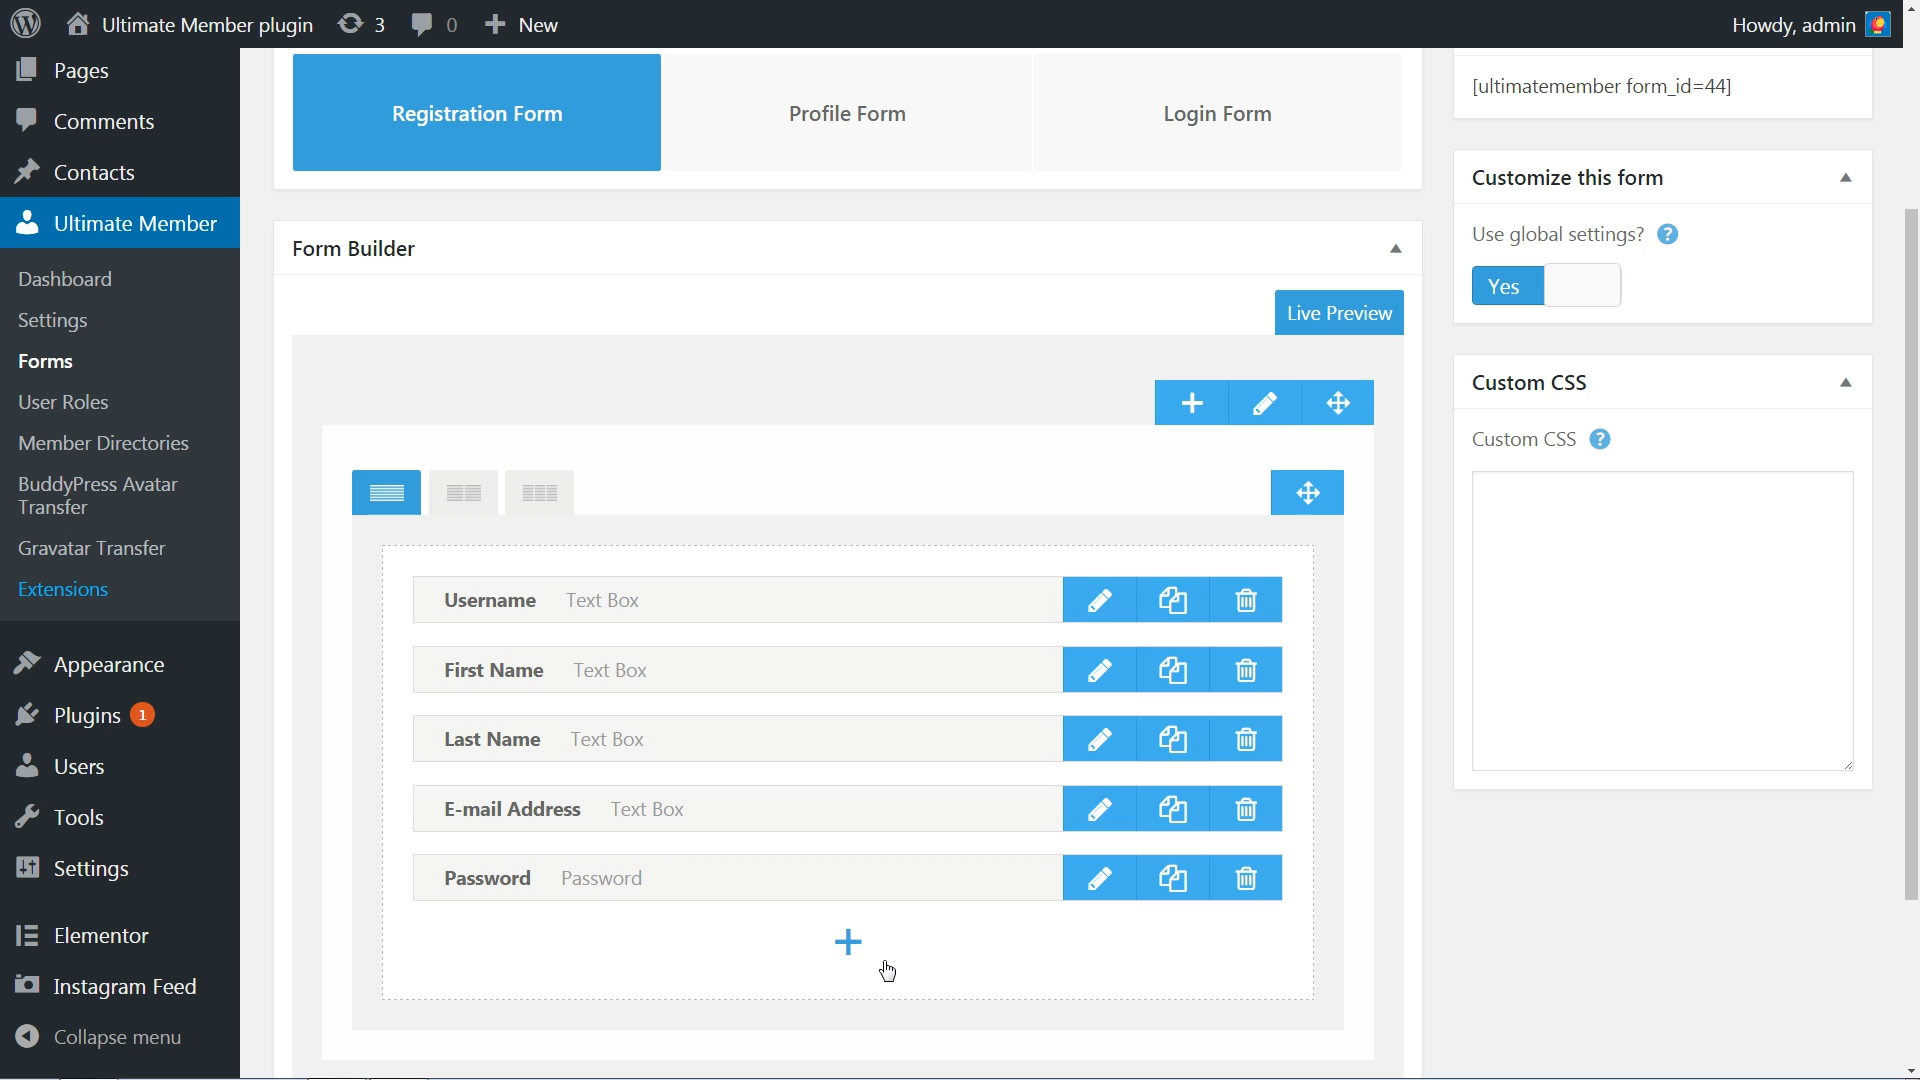 Ultimate Member plugin 3 0 New Howdy, admin
Pages
Comments
Contacts
Ultimate Member
Dashboard
Settings
Forms
User Roles
Member Directories
BuddyPress Avatar
Transfer
Gravatar Transfer
Extensions
Appearance
Plugins 1
Users
Tools
Settings
Elementor
Instagram Feed
Collapse menu
Registration Form Profile Form Login Form
Form Builder
Live Preview
Username Text Box
First Name Text Box
Last Name Text Box
E-mail Address Text Box
Password Password
[ultimatemember form_id=44]
Customize this form
Use global settings? ?
Yes
Custom CSS
Custom CSS ?